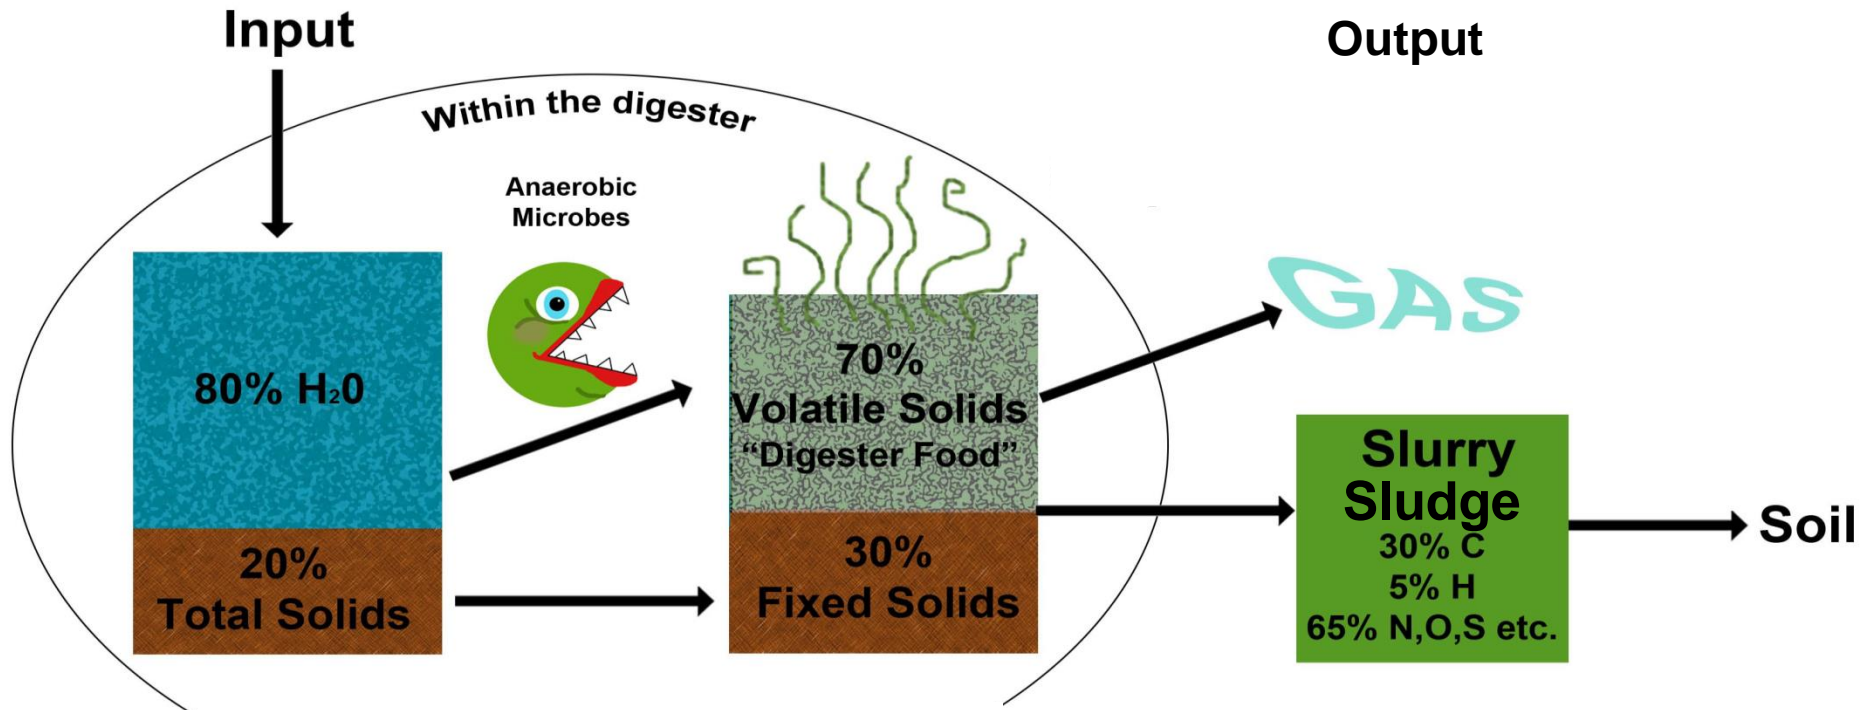 Input
Output
Within the digester
Anaerobic
Microbes
80% H₂0
20%
Total Solids
70%
Volatile Solids
“Digester Food”
30%
Fixed Solids
GAS
Slurry
Sludge
30% C
5% H
65% N,O,S etc.
Soil